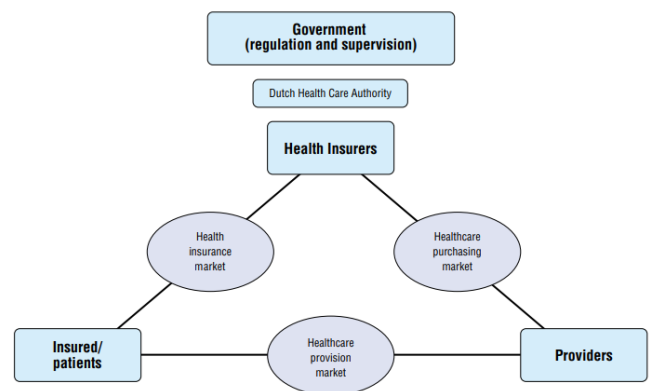 Government
(regulation and supervision)
Dutch Health Care Authority
Health Insurers
Health
insurance
market
Healthcare
purchasing
market
Insured/
patients
Healthcare
provision
market
Providers